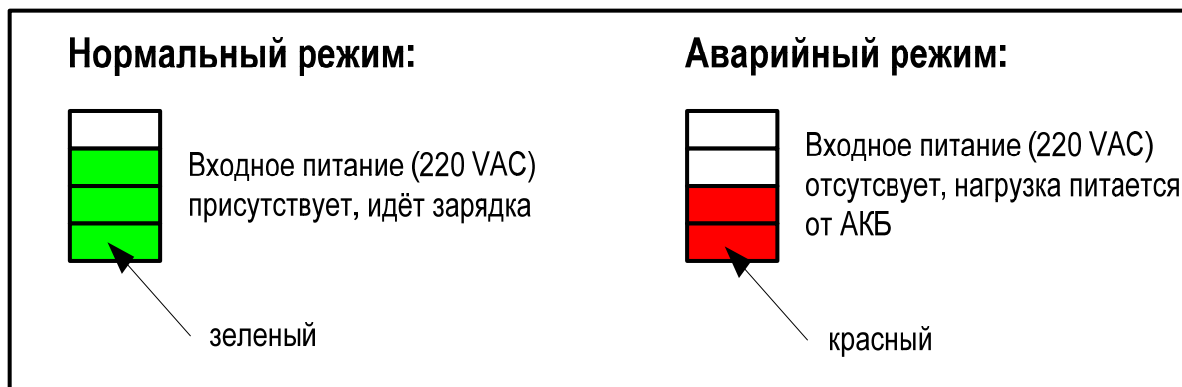 Нормальный режим:
Входное питание (220 VAC)
присутствует, идёт зарядка
зеленый
Аварийный режим:
Входное питание (220 VAC)
отсутсвует, нагрузка питается
от АКБ
красный